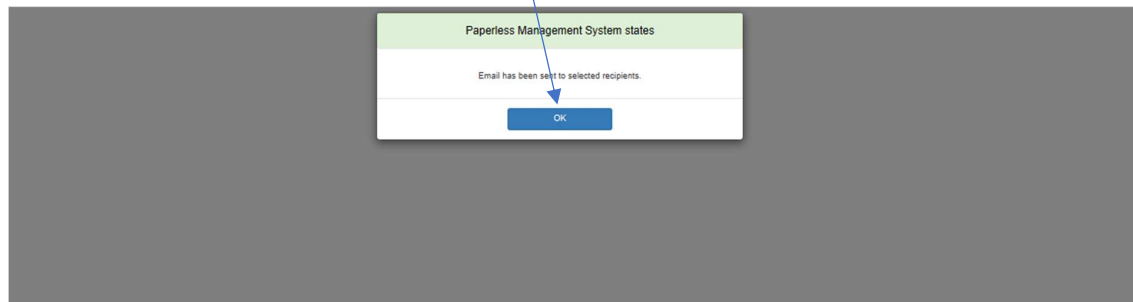 Paperless Management System states
Email has been sent to selected recipients.
OK